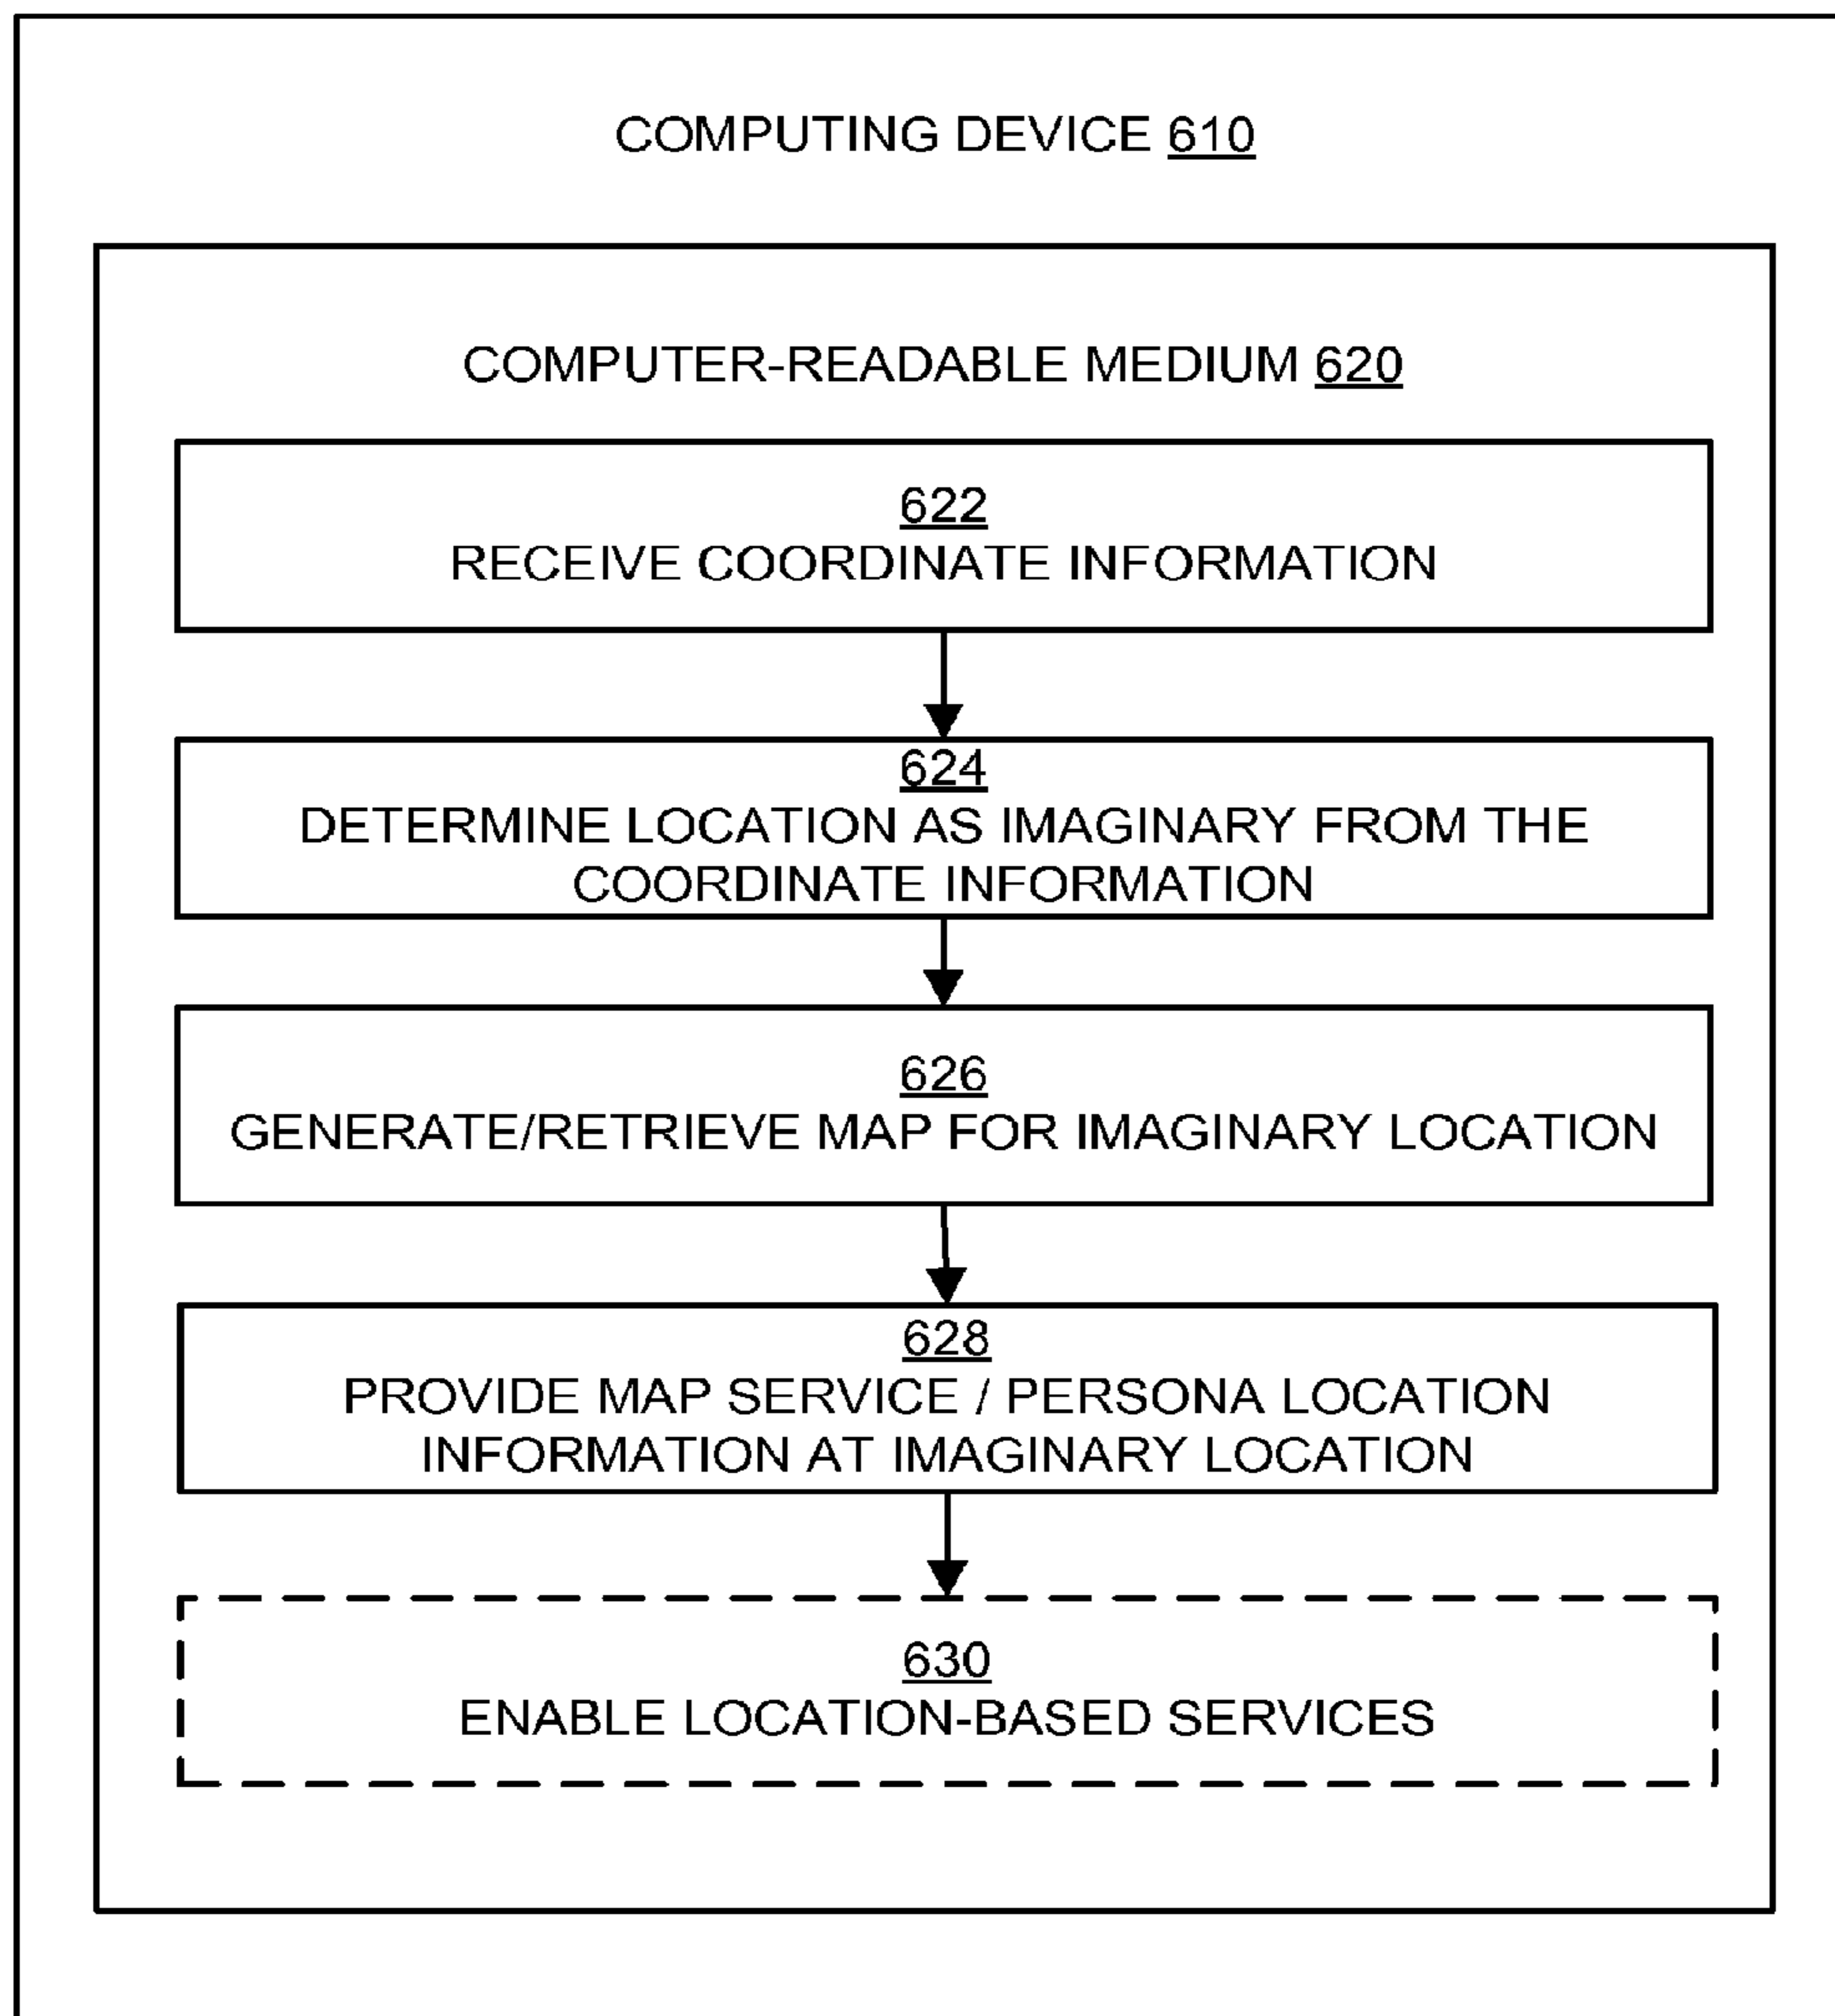 COMPUTING DEVICE 610
COMPUTER-READABLE MEDIUM 620
622
RECEIVE COORDINATE INFORMATION
624
DETERMINE LOCATION AS IMAGINARY FROM THE
COORDINATE INFORMATION
626
GENERATE/RETRIEVE MAP FOR IMAGINARY LOCATION
628
PROVIDE MAP SERVICE / PERSONA LOCATION
INFORMATION AT IMAGINARY LOCATION
630
ENABLE LOCATION-BASED SERVICES